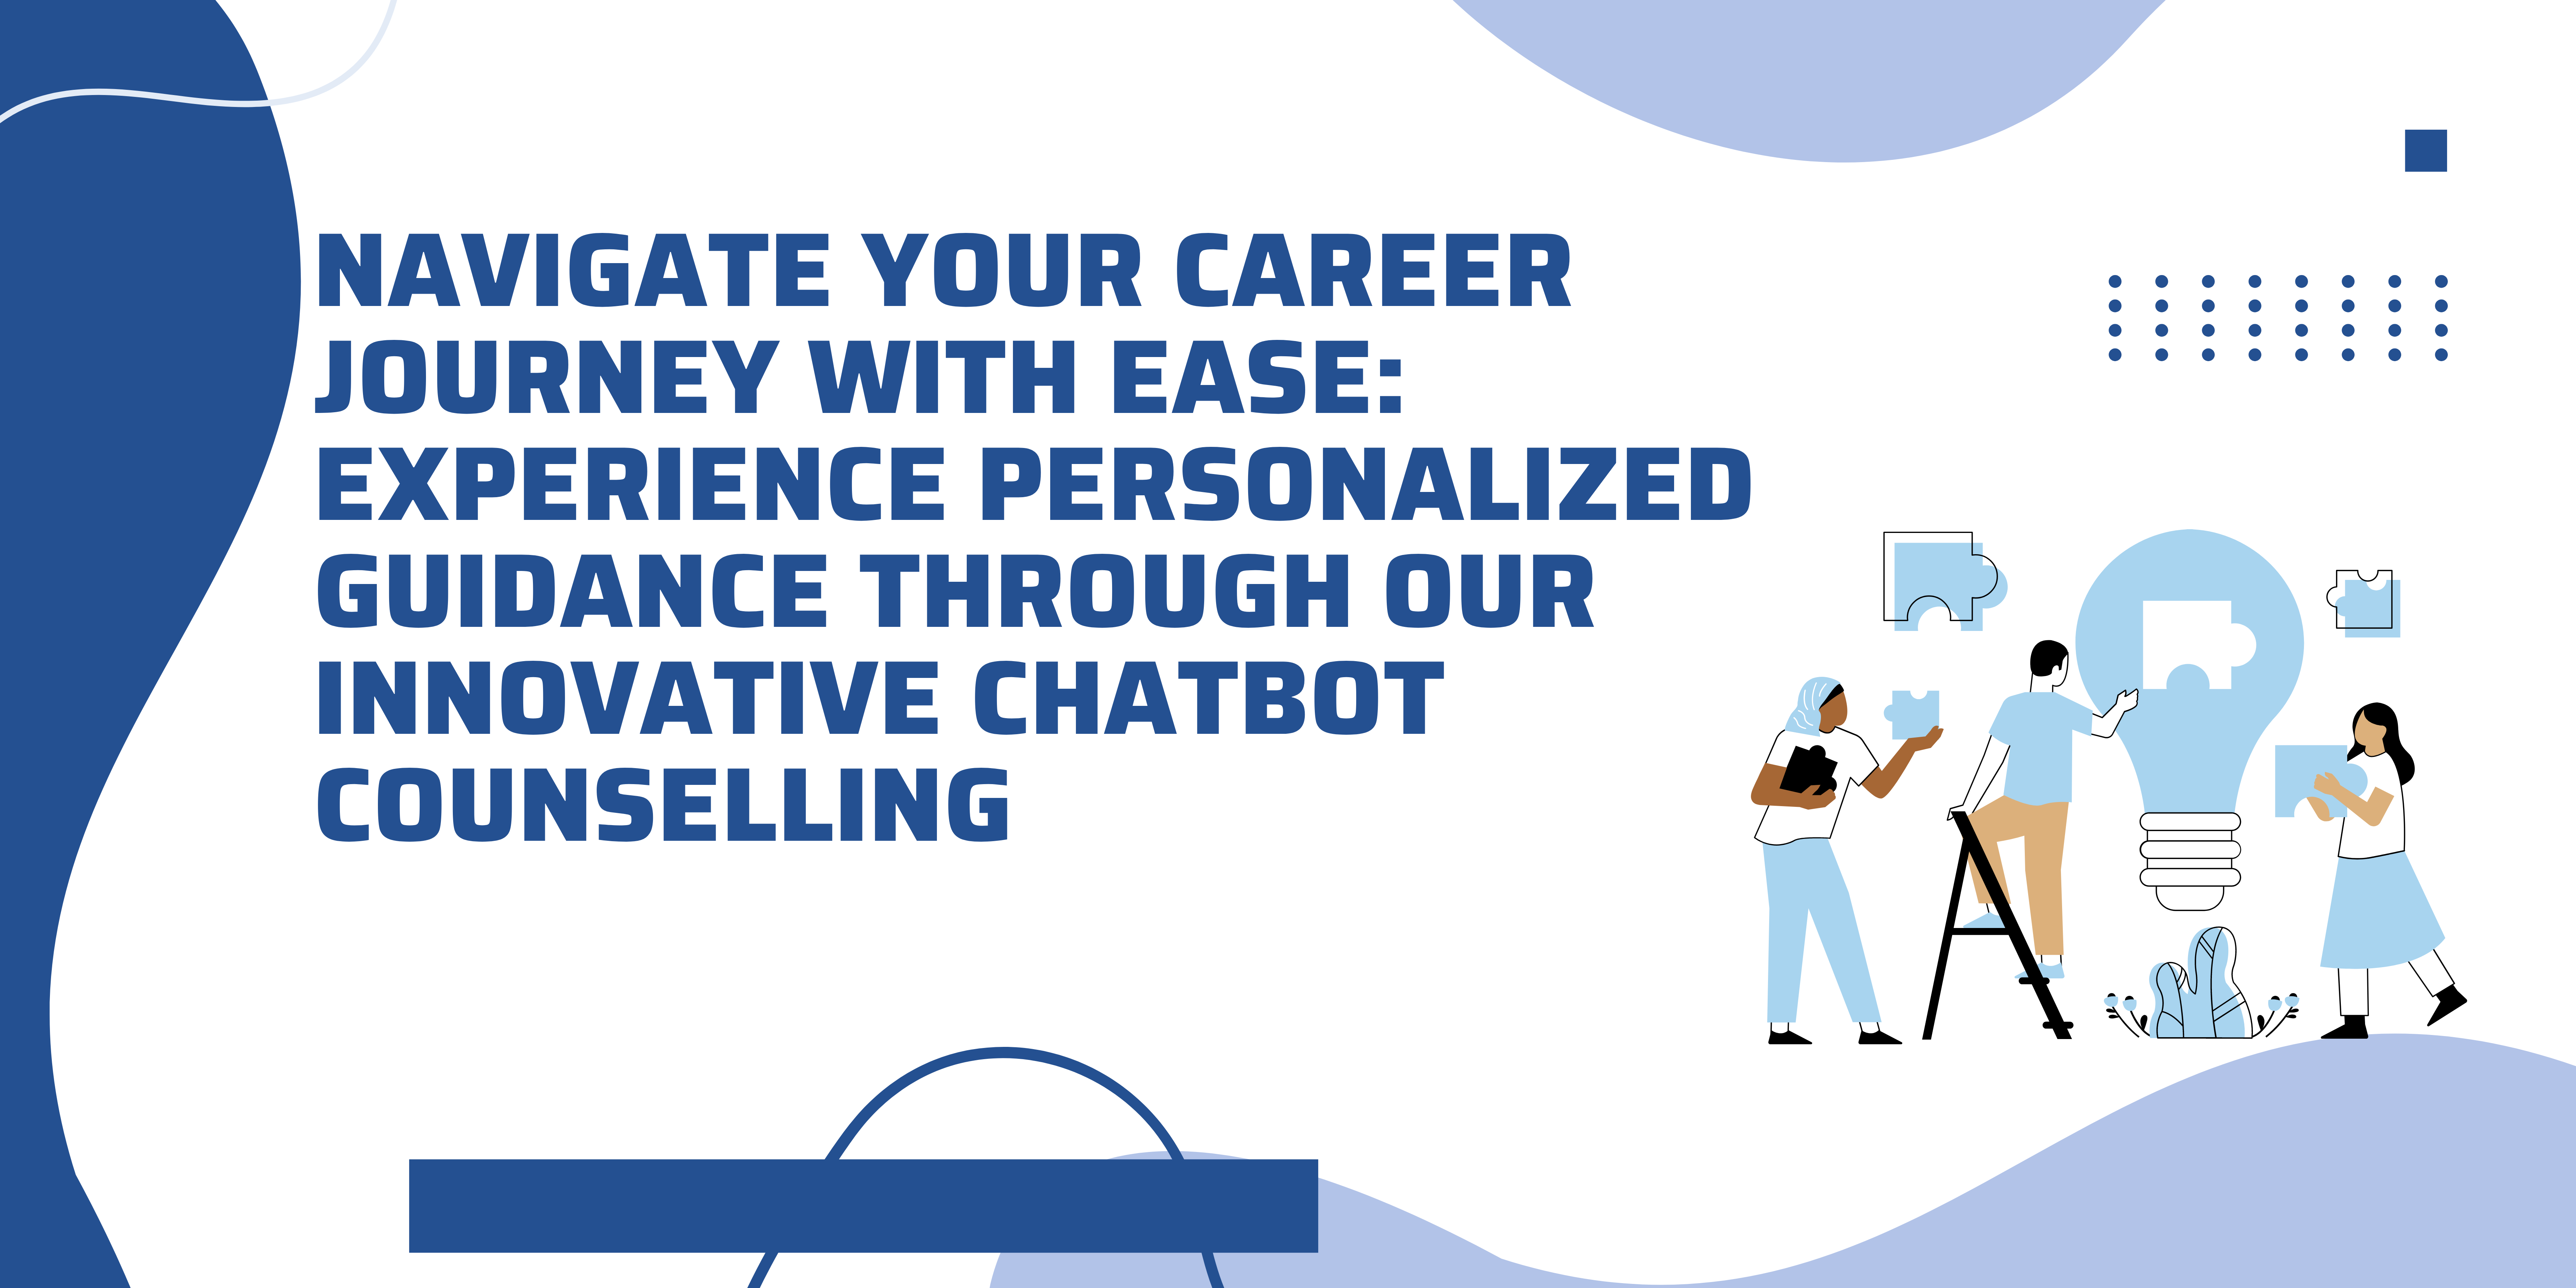 NAVIGATE YOUR CAREER
JOURNEY WITH EASE:
EXPERIENCE PERSONALIZED
GUIDANCE THROUGH OUR
INNOVATIVE CHATBOT
COUNSELLING